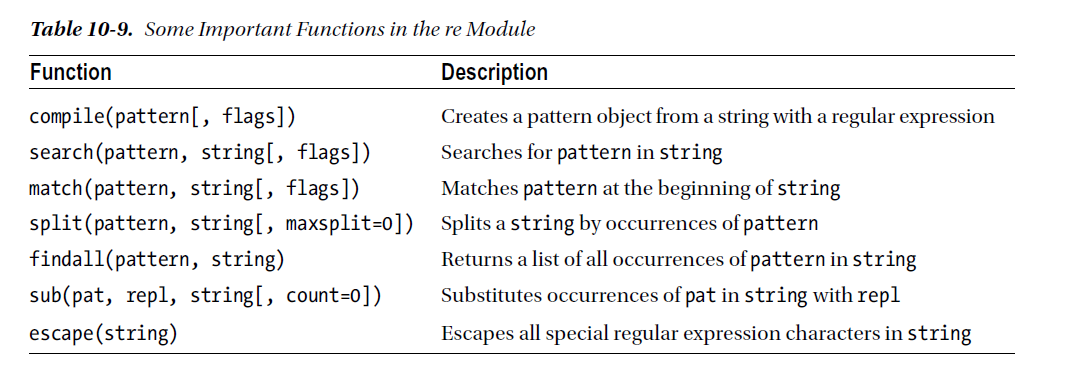 Table 10-9. Some Important Functions in the re Module
Function Description
compile(pattern[, flags]) Creates a pattern object from a string with a regular expression
search(pattern, string[, flags]) Searches for pattern in string
match(pattern, string[, flags]) Matches pattern at the beginning of string
split(pattern, string[, maxsplit=0]) Splits a string by occurrences of pattern
findall(pattern, string) Returns a list of all occurrences of pattern in string
sub(pat, repl, string[, count=0]) Substitutes occurrences of pat in string with repl
escape(string) Escapes all special regular expression characters in string